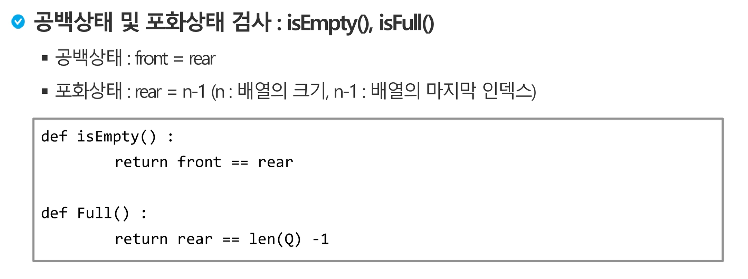 공백상태 및 포화상태 검사 : isEmpty(), isFull()
▪ 공백상태 : front = rear
▪ 포화상태 : rear = n-1 (n : 배열의 크기, n-1 : 배열의 마지막 인덱스)
def isEmpty() :
        return front == rear

def Full() :
        return rear == len(Q) -1